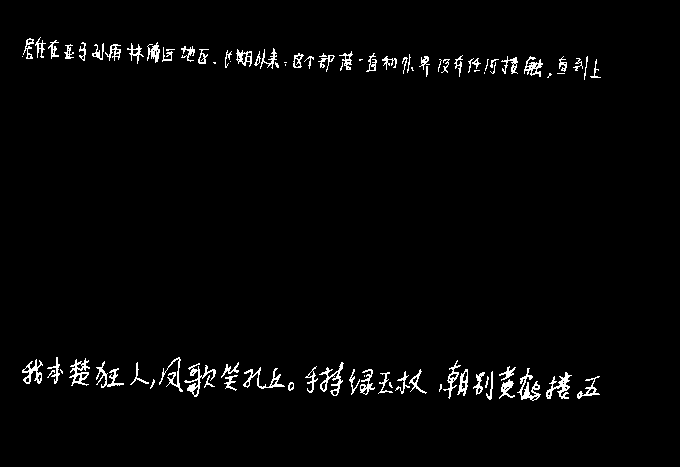 居住在亚马孙雨林腹区地区。长期以来,这个部落一直和外界没有任何接触,直到上
我本楚狂人,凤歌笑孔丘。手持绿玉杖,朝别黄鹤楼。五